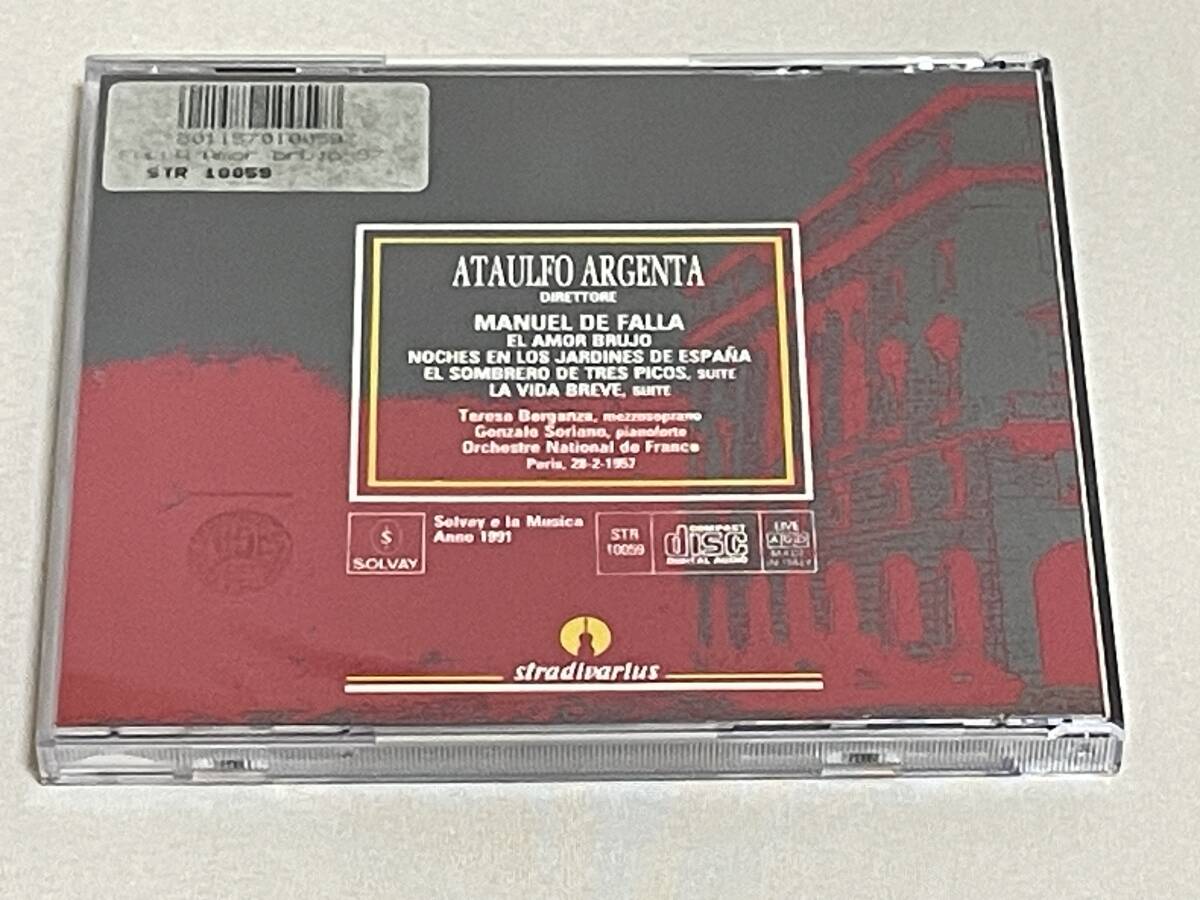 STR 10059
ATAULFO ARGENTA
DIRETTORE
MANUEL DE FALLA
EL AMOR BRUJO
NOCHES EN LOS JARDINES DE ESPAÑA
EL SOMBRERO DE TRES PICOS, SUITE
LA VIDA BREVE, SUITE
Teresa Berganza, mezzosoprano
Gonzalo Soriano, pianoforte
Orchestre National de France
Paris, 28-2-1957
SOLVAY
Solvay e la Musica
Anno 1991
STR
10059
COMPACT
disc
DIGITAL AUDIO
LIVE
ADD
MADE
IN ITALY
stradivarius